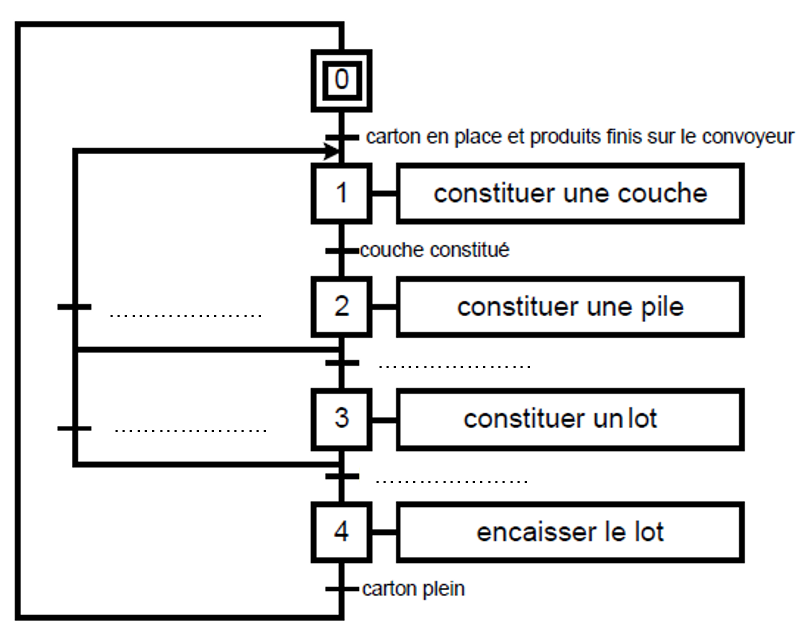 0
carton en place et produits finis sur le convoyeur
1
constituer une couche
couche constitué
2
constituer une pile
.......................
.......................
3
constituer un lot
.......................
.......................
4
encaisser le lot
carton plein